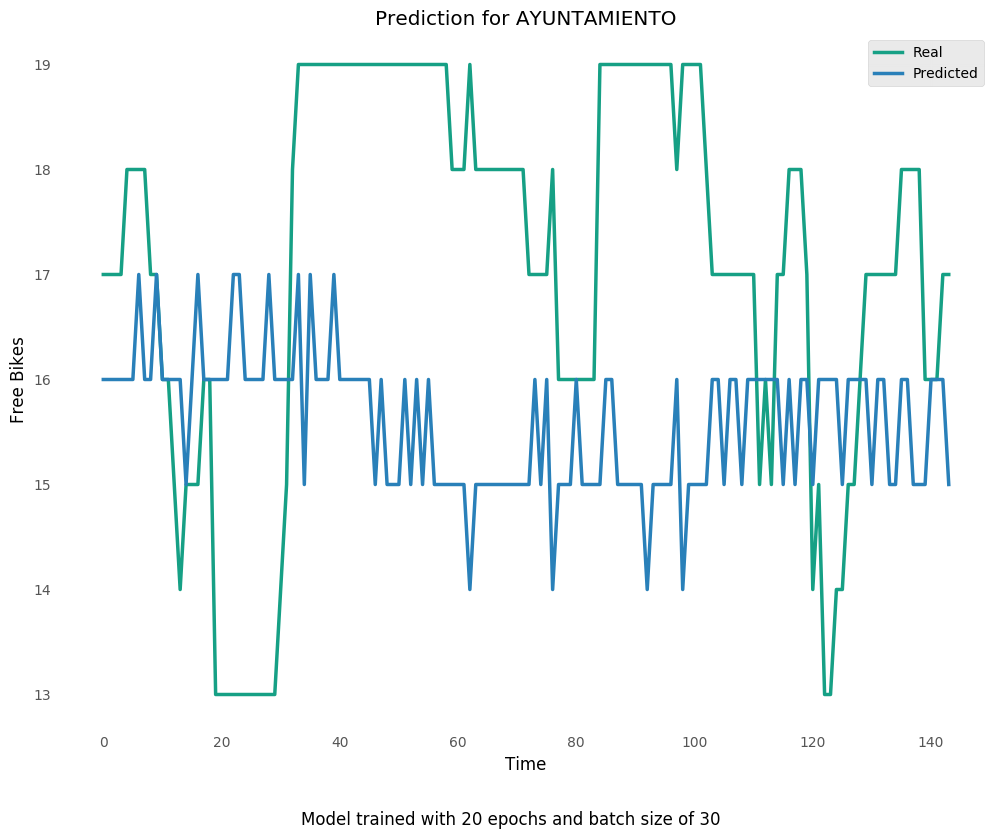 Prediction for AYUNTAMIENTO
Real
Predicted
19
18
17
16
15
14
13
Free Bikes
0 20 40 60 80 100 120 140
Time
Model trained with 20 epochs and batch size of 30